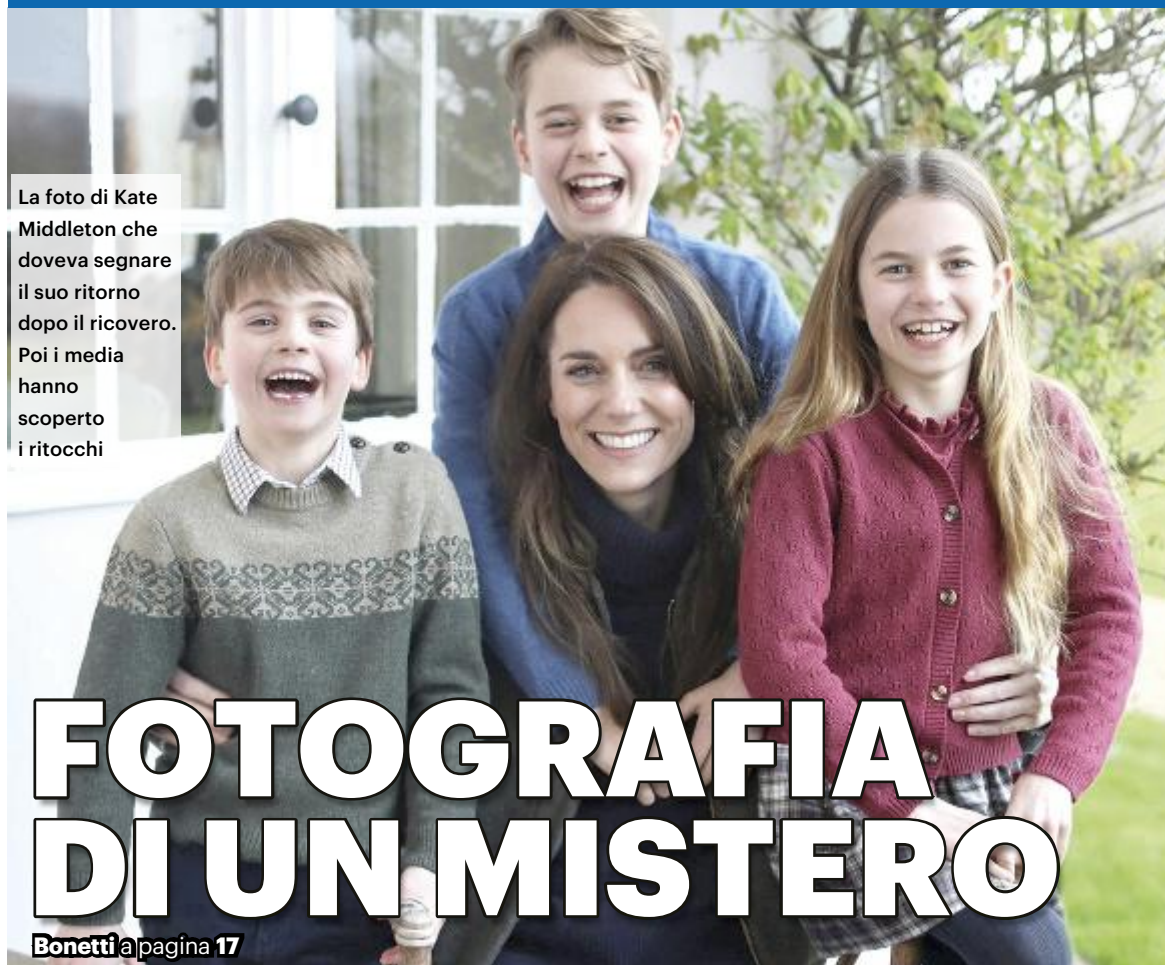 La foto di Kate
Middleton che
doveva segnare
il suo ritorno
dopo il ricovero.
Poi i media
hanno
scoperto
i ritocchi
FOTOGRAFIA
DI UN MISTERO
Bonetti a pagina 17